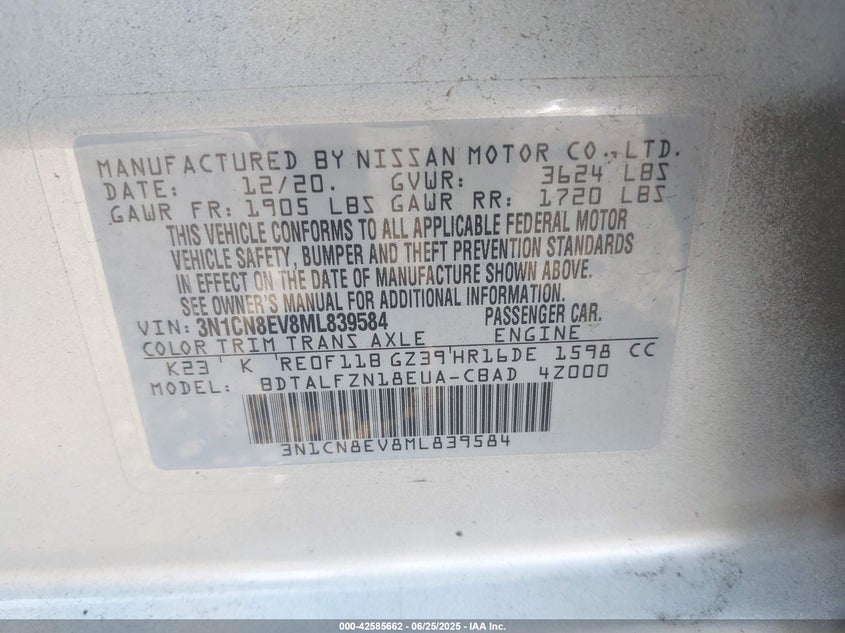 MANUFACTURED BY NISSAN MOTOR CO., LTD.
DATE: 12/20. GVWR: 3624 LBS
GAWR FR: 1905 LBS GAWR RR: 1720 LBS
THIS VEHICLE CONFORMS TO ALL APPLICABLE FEDERAL MOTOR
VEHICLE SAFETY, BUMPER AND THEFT PREVENTION STANDARDS
IN EFFECT ON THE DATE OF MANUFACTURE SHOWN ABOVE.
SEE OWNER'S MANUAL FOR ADDITIONAL INFORMATION.
VIN: 3N1CN8EV8ML839584 PASSENGER CAR.
COLOR TRIM TRANS AXLE ENGINE
K23 K RE0F11B GZ39 HR16DE 1598 CC
MODEL: BDTALFZN18EUA-CBAD 4Z000
3N1CN8EV8ML839584
000-42585662 - 06/25/2025 - IAA Inc.